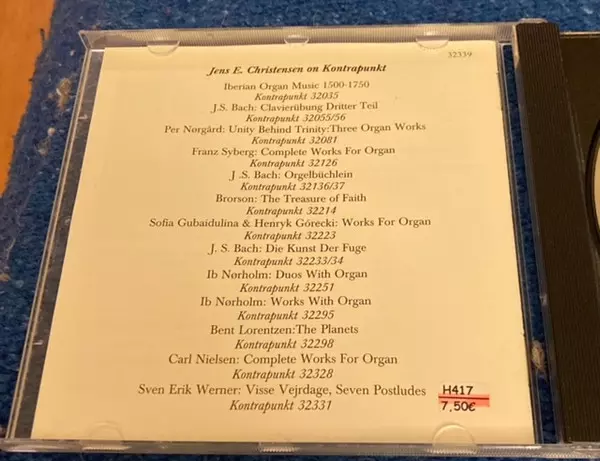 32339
Jens E. Christensen on Kontrapunkt
Iberian Organ Music 1500-1750
Kontrapunkt 32035
J.S. Bach: Clavierübung Dritter Teil
Kontrapunkt 32055/56
Per Nørgård: Unity Behind Trinity:Three Organ Works
Kontrapunkt 32081
Franz Syberg: Complete Works For Organ
Kontrapunkt 32126
J .S. Bach: Orgelbüchlein
Kontrapunkt 32136/37
Brorson: The Treasure of Faith
Kontrapunkt 32214
Sofia Gubaidulina & Henryk Górecki: Works For Organ
Kontrapunkt 32223
J. S. Bach: Die Kunst Der Fuge
Kontrapunkt 32233/34
Ib Nørholm: Duos With Organ
Kontrapunkt 32251
Ib Nørholm: Works With Organ
Kontrapunkt 32295
Bent Lorentzen:The Planets
Kontrapunkt 32298
Carl Nielsen: Complete Works For Organ
Kontrapunkt 32328
Sven Erik Werner: Visse Vejrdage, Seven Postludes
Kontrapunkt 32331
H417
7,50€